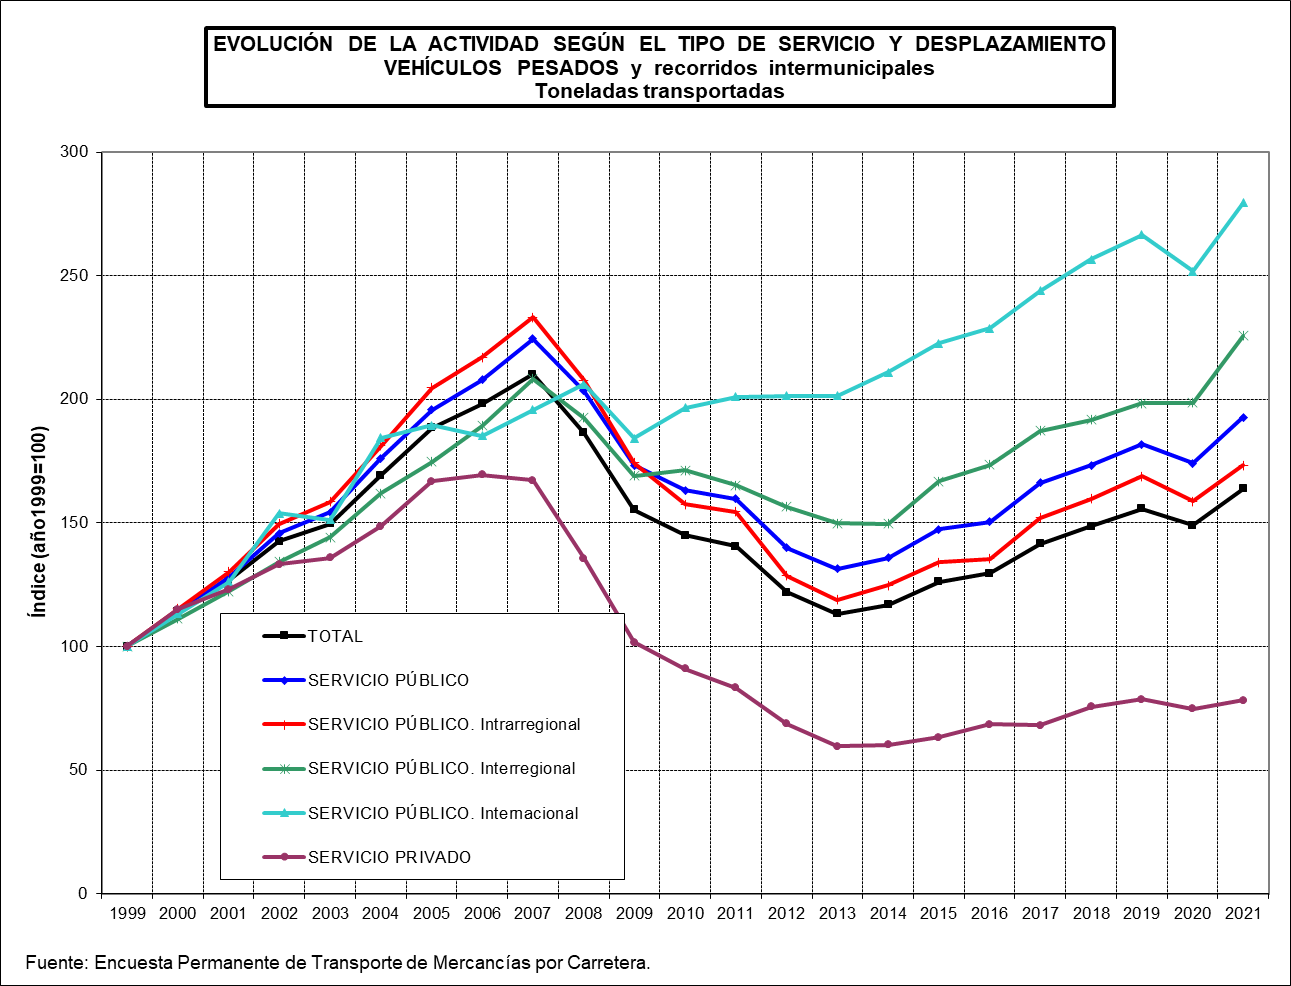 EVOLUCIÓN DE LA ACTIVIDAD SEGÚN EL TIPO DE SERVICIO Y DESPLAZAMIENTO
VEHÍCULOS PESADOS y recorridos intermunicipales
Toneladas transportadas
Índice (año1999=100)
300
250
200
150
100
50
0
TOTAL
SERVICIO PÚBLICO
SERVICIO PÚBLICO. Intrarregional
SERVICIO PÚBLICO. Interregional
SERVICIO PÚBLICO. Internacional
SERVICIO PRIVADO
1999 2000 2001 2002 2003 2004 2005 2006 2007 2008 2009 2010 2011 2012 2013 2014 2015 2016 2017 2018 2019 2020 2021
Fuente: Encuesta Permanente de Transporte de Mercancías por Carretera.